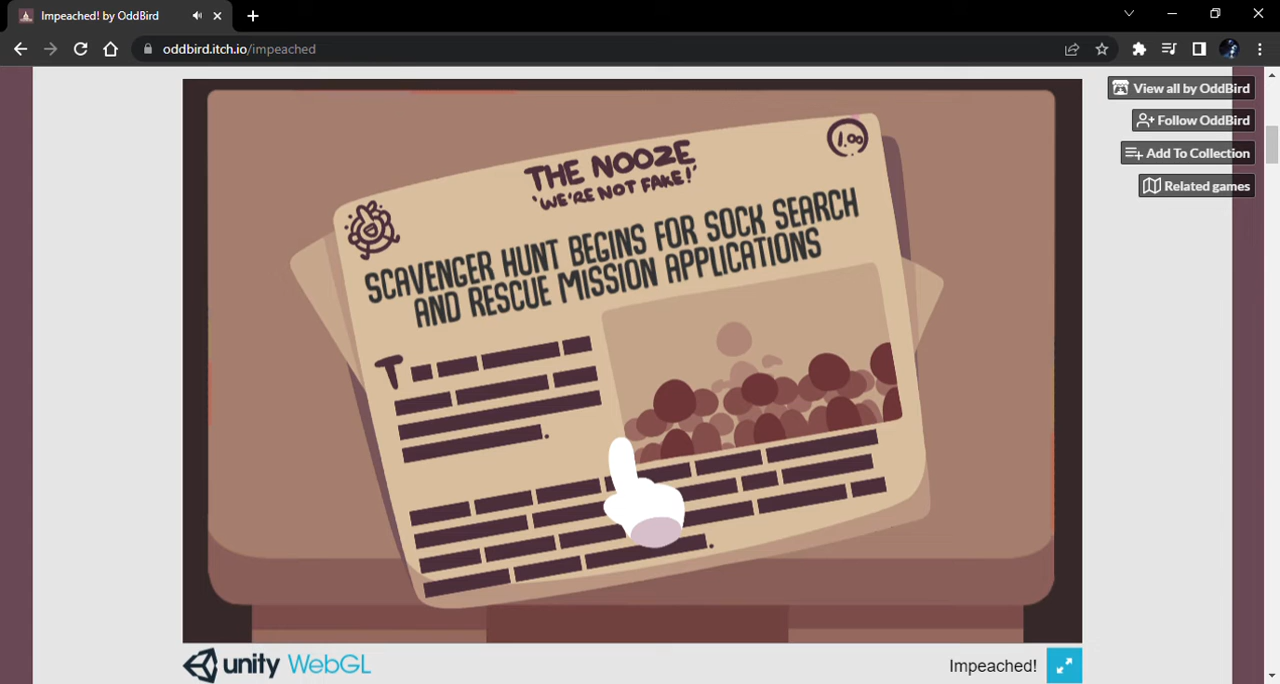 Impeached! by OddBird
oddbird.itch.io/impeached
View all by OddBird
Follow OddBird
Add To Collection
Related games
THE NOOZE
'WE'RE NOT FAKE!'
1.00
SCAVENGER HUNT BEGINS FOR SOCK SEARCH
AND RESCUE MISSION APPLICATIONS
T
unity WebGL
Impeached!